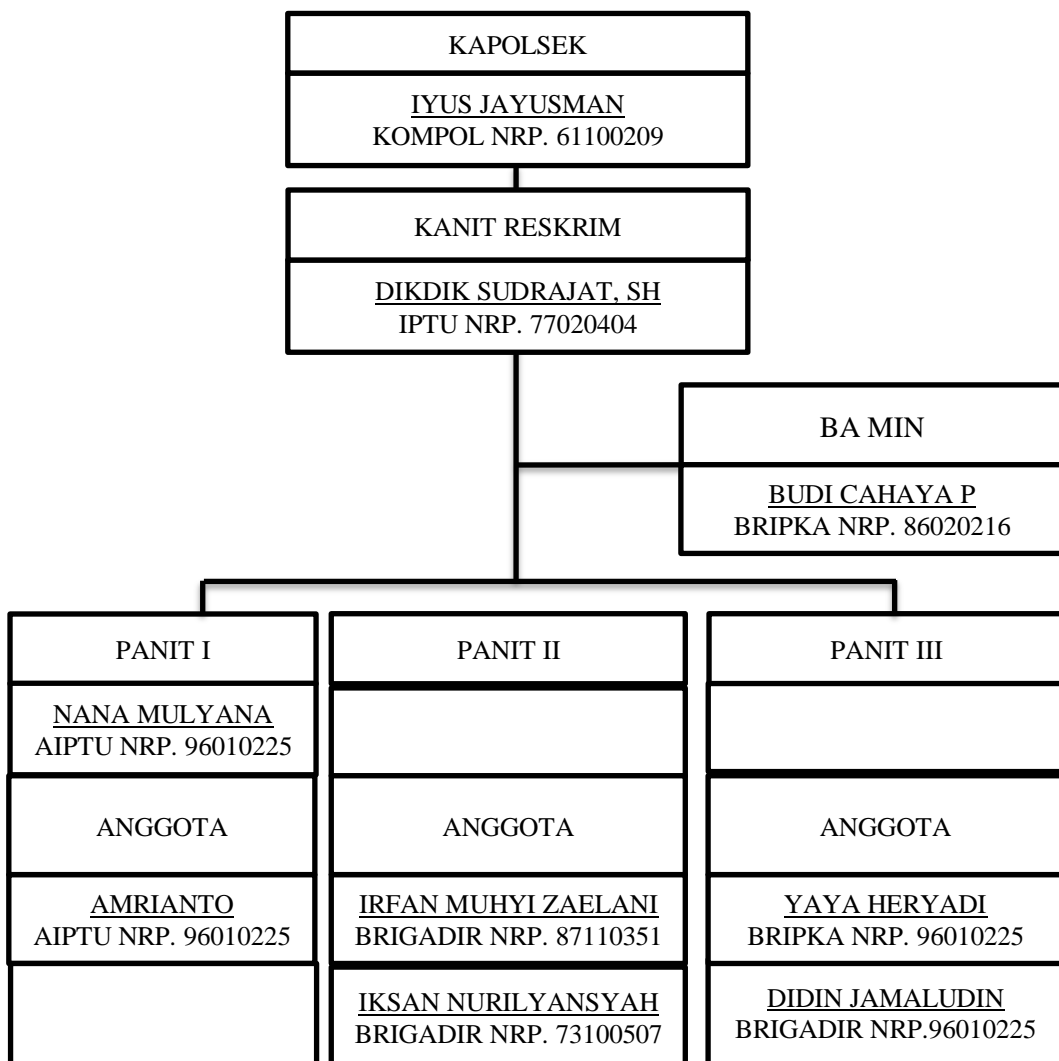 KAPOLSEK
IYUS JAYUSMAN
KOMPOL NRP. 61100209
KANIT RESKRIM
DIKDIK SUDRAJAT, SH
IPTU NRP. 77020404
BA MIN
BUDI CAHAYA P
BRIPKA NRP. 86020216
PANIT I
PANIT II
PANIT III
NANA MULYANA
AIPTU NRP. 96010225
ANGGOTA
ANGGOTA
ANGGOTA
AMRIANTO
AIPTU NRP. 96010225
IRFAN MUHYI ZAELANI
BRIGADIR NRP. 87110351
YAYA HERYADI
BRIPKA NRP. 96010225
IKSAN NURILYANSYAH
BRIGADIR NRP. 73100507
DIDIN JAMALUDIN
BRIGADIR NRP.96010225